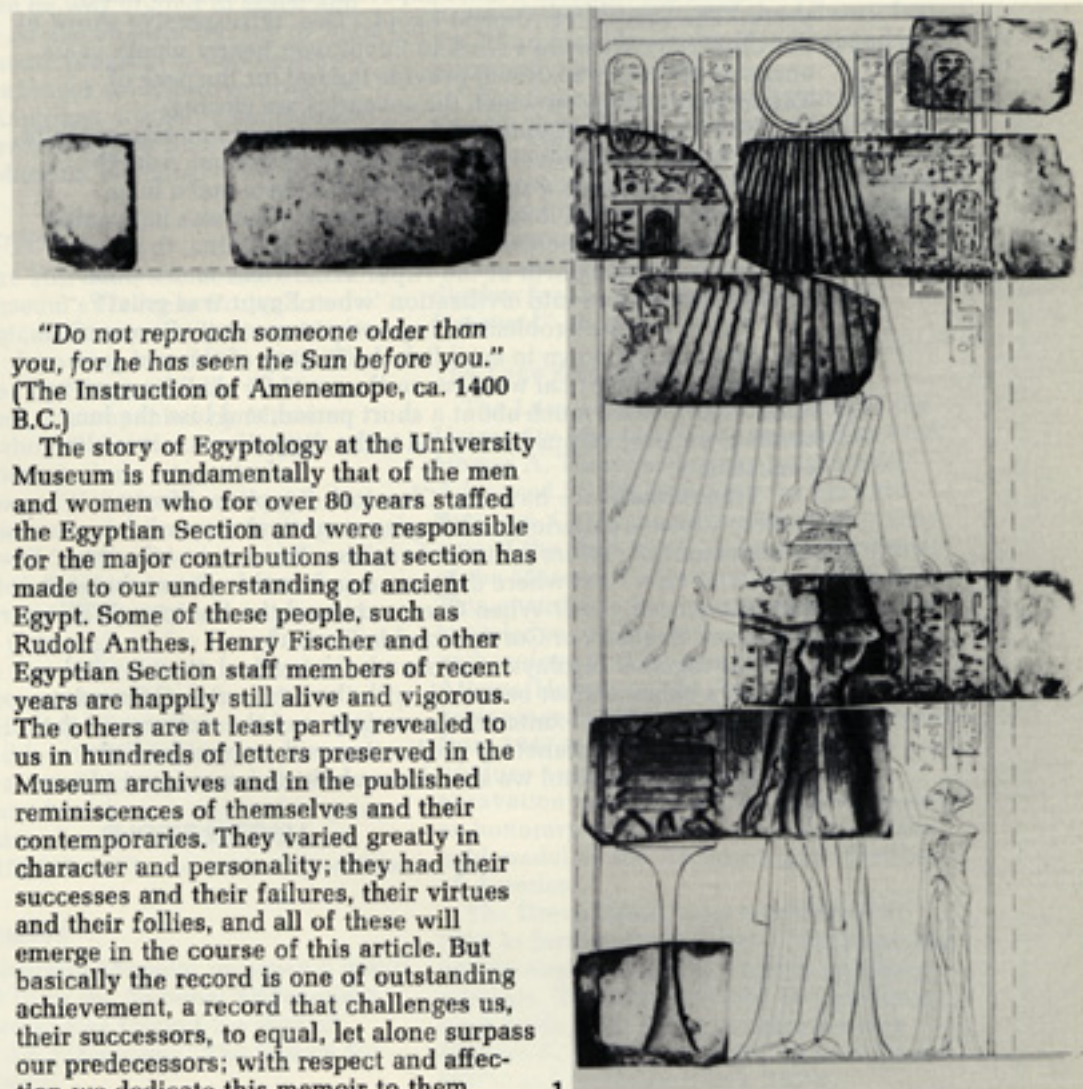 "Do not reproach someone older than
you, for he has seen the Sun before you."
(The Instruction of Amenemope, ca. 1400
B.C.)
The story of Egyptology at the University
Museum is fundamentally that of the men
and women who for over 80 years staffed
the Egyptian Section and were responsible
for the major contributions that section has
made to our understanding of ancient
Egypt. Some of these people, such as
Rudolf Anthes, Henry Fischer and other
Egyptian Section staff members of recent
years are happily still alive and vigorous.
The others are at least partly revealed to
us in hundreds of letters preserved in the
Museum archives and in the published
reminiscences of themselves and their
contemporaries. They varied greatly in
character and personality; they had their
successes and their failures, their virtues
and their follies, and all of these will
emerge in the course of this article. But
basically the record is one of outstanding
achievement, a record that challenges us,
their successors, to equal, let alone surpass
our predecessors; with respect and affec-
tion we dedicate this memoir to them
1